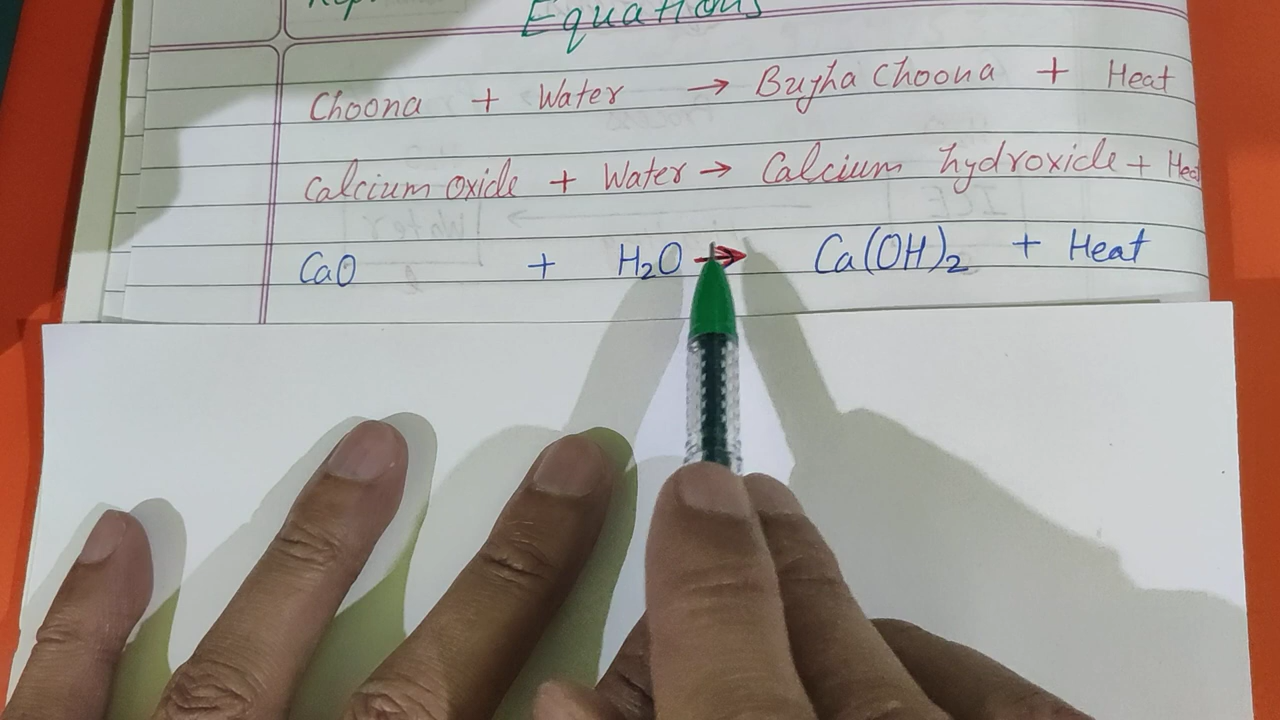 Equations
Choona + Water → Bujha Choona + Heat
Calcium oxide + Water → Calcium hydroxide + Heat
CaO + H₂O → Ca(OH)₂ + Heat